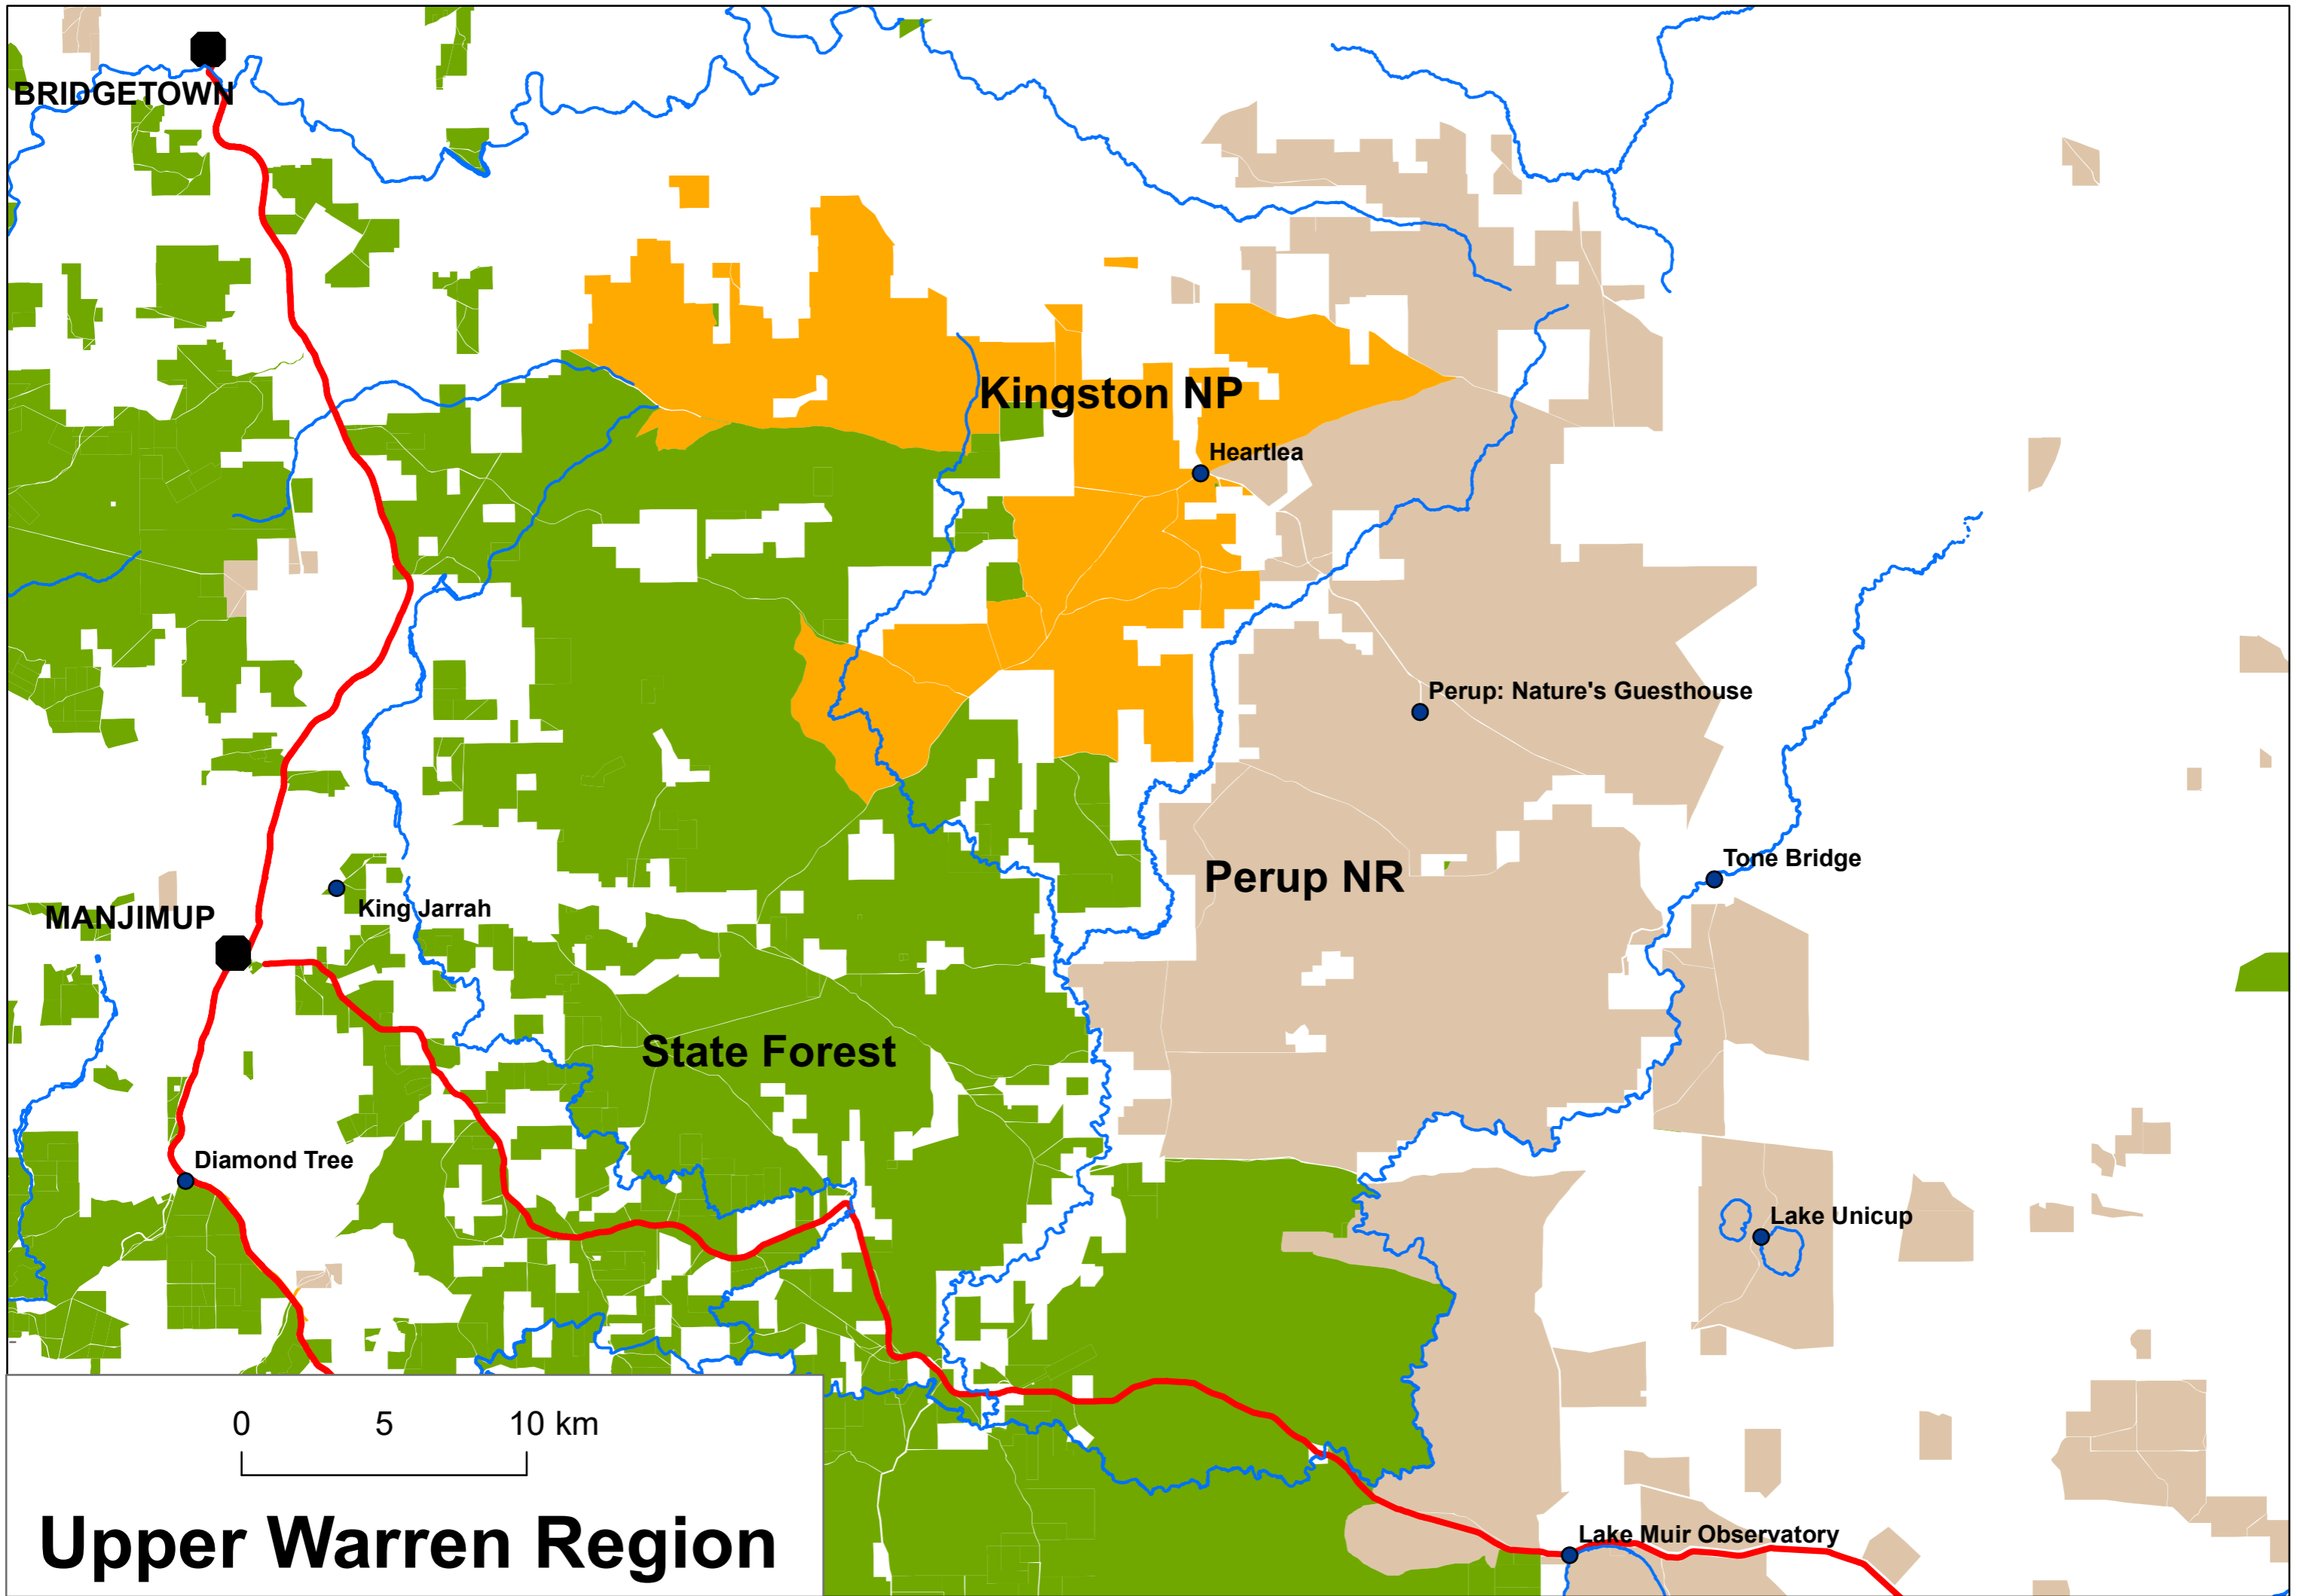 BRIDGETOWN
Kingston NP
Heartlea
Perup: Nature's Guesthouse
Tone Bridge
Perup NR
King Jarrah
MANJIMUP
State Forest
Diamond Tree
Lake Unicup
0 5 10 km
Lake Muir Observatory
Upper Warren Region